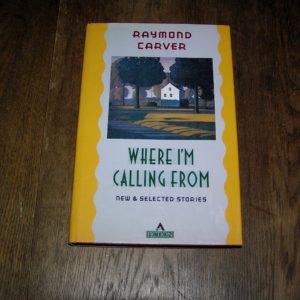 RAYMOND
CARVER
WHERE I'M
CALLING FROM
NEW & SELECTED STORIES